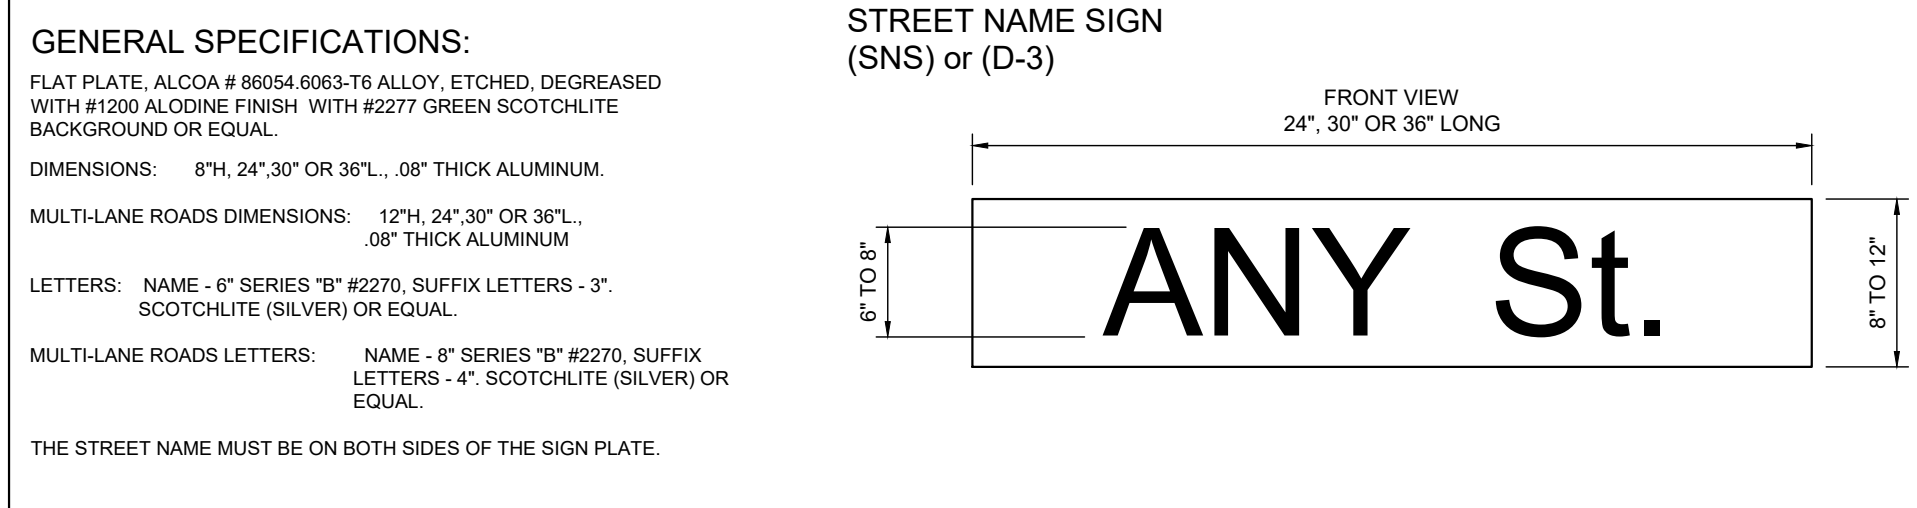 GENERAL SPECIFICATIONS:
FLAT PLATE, ALCOA # 86054.6063-T6 ALLOY, ETCHED, DEGREASED
WITH #1200 ALODINE FINISH WITH #2277 GREEN SCOTCHLITE
BACKGROUND OR EQUAL.
DIMENSIONS: 8"H, 24",30" OR 36"L., .08" THICK ALUMINUM.
MULTI-LANE ROADS DIMENSIONS: 12"H, 24",30" OR 36"L.,
.08" THICK ALUMINUM
LETTERS: NAME - 6" SERIES "B" #2270, SUFFIX LETTERS - 3".
SCOTCHLITE (SILVER) OR EQUAL.
MULTI-LANE ROADS LETTERS: NAME - 8" SERIES "B" #2270, SUFFIX
LETTERS - 4". SCOTCHLITE (SILVER) OR
EQUAL.
THE STREET NAME MUST BE ON BOTH SIDES OF THE SIGN PLATE.
STREET NAME SIGN
(SNS) or (D-3)
FRONT VIEW
24", 30" OR 36" LONG
6" TO 8"
ANY St.
8" TO 12"